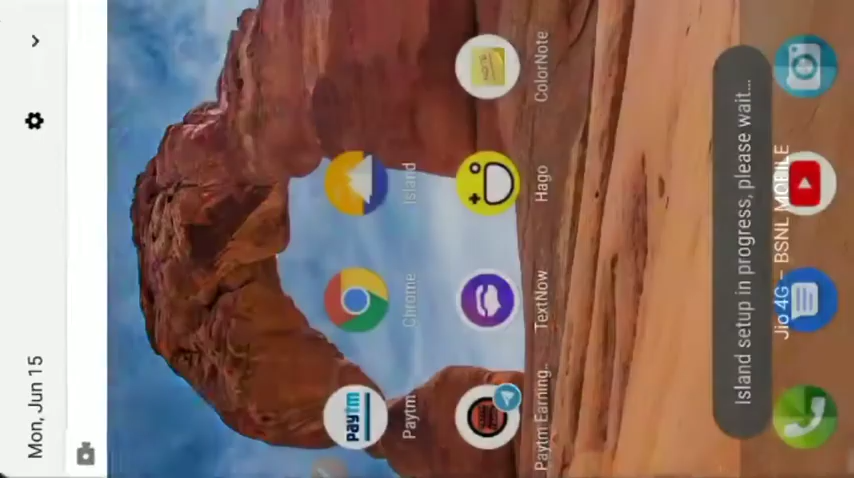 Mon, Jun 15
Paytm
Chrome
Island
paytm
Paytm Earning..
TextNow
Hago
ColorNote
Island setup in progress, please wait...
Jio 4G – BSNL MOBILE